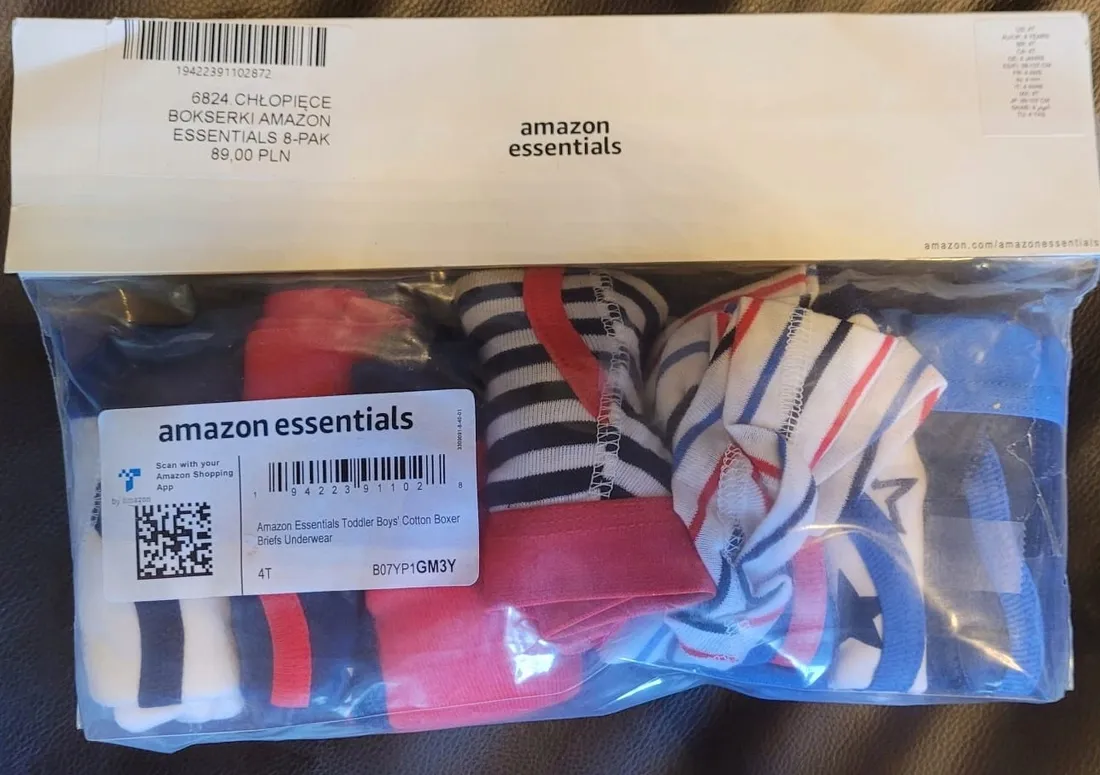 19422391102872
6824 CHŁOPIĘCE
BOKSERKI AMAZON
ESSENTIALS 8-PAK
89,00 PLN
amazon
essentials
amazon.com/amazonessentials
amazon essentials
Scan with your
Amazon Shopping
App
by Amazon
1 94223 91102 8
Amazon Essentials Toddler Boys' Cotton Boxer
Briefs Underwear
4T
B07YP1GM3Y